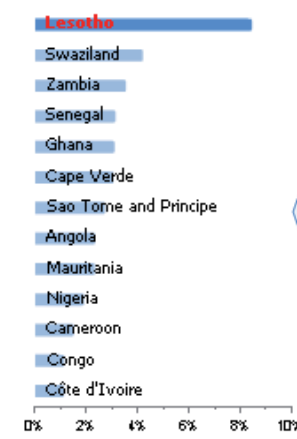 Lesotho
Swaziland
Zambia
Senegal
Ghana
Cape Verde
Sao Tome and Principe
Angola
Mauritania
Nigeria
Cameroon
Congo
Côte d'Ivoire
0% 2% 4% 6% 8% 10%